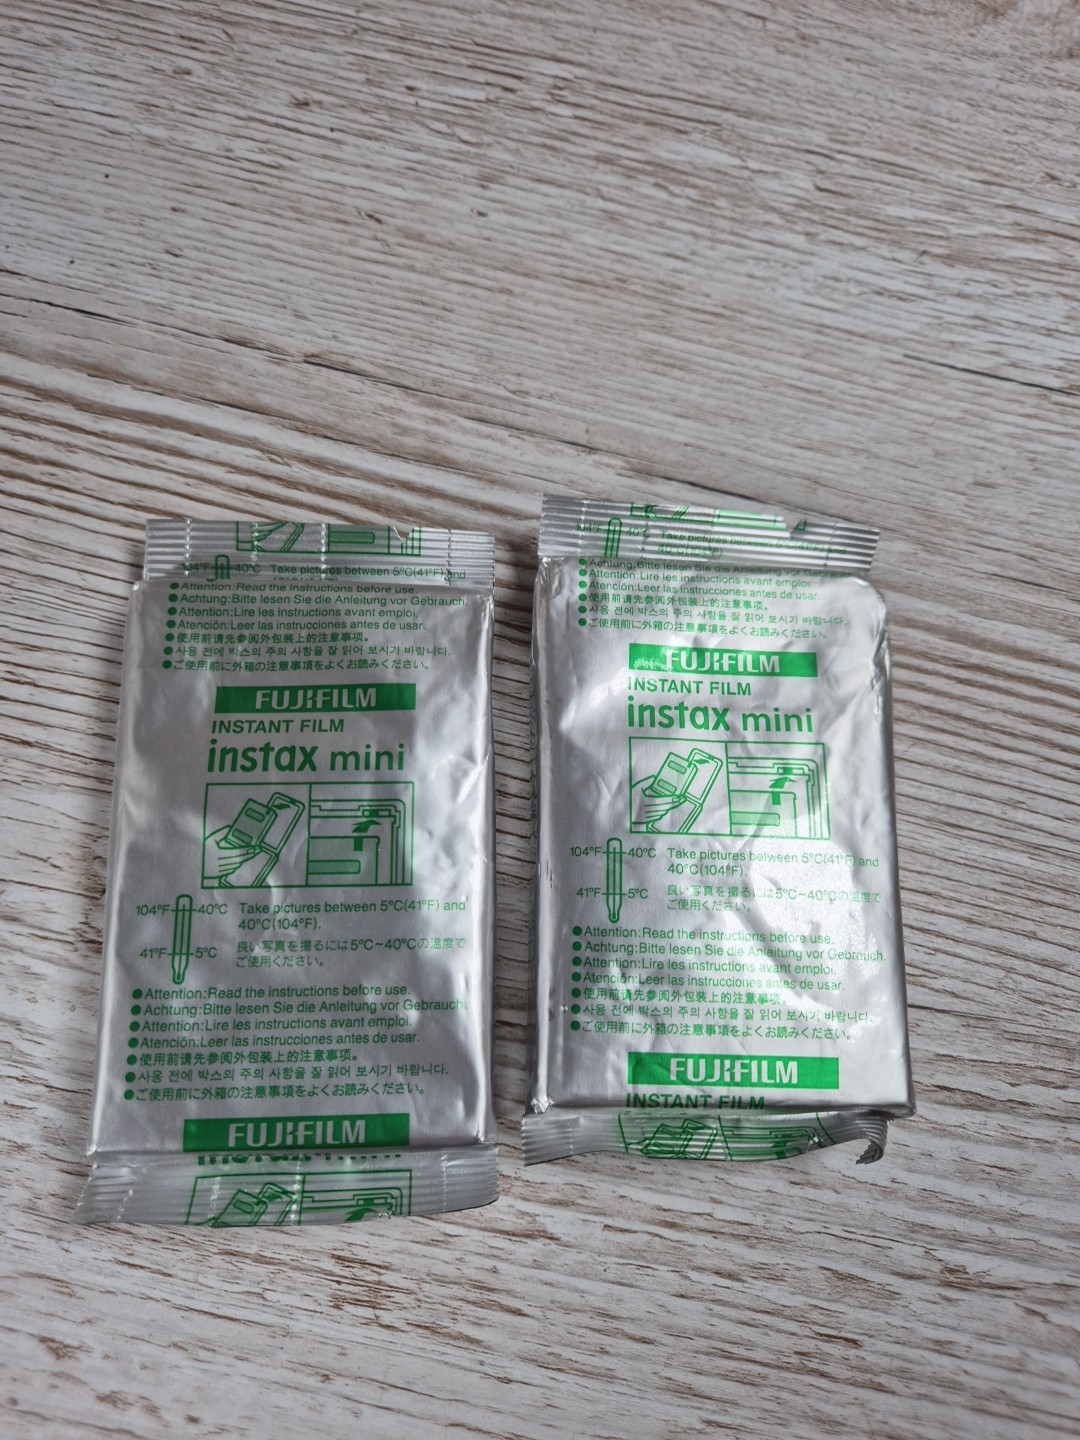 104°F 40°C Take pictures between 5°C(41°F) and
Attention:Read the instructions before use.
Achtung:Bitte lesen Sie die Anleitung vor Gebrauch.
Attention:Lire les instructions avant emploi.
Atención:Leer las instrucciones antes de usar.
使用前请先参阅外包装上的注意事项。
사용 전에 박스의 주의 사항을 잘 읽어 보시기 바랍니다.
ご使用前に外箱の注意事項をよくお読みください。
FUJIFILM
INSTANT FILM
instax mini
104°F 40°C Take pictures between 5°C(41°F) and
40°C(104°F).
41°F 5°C 良い写真を撮るには5°C~40°Cの温度で
ご使用ください。
Attention:Read the instructions before use.
Achtung:Bitte lesen Sie die Anleitung vor Gebrauch.
Attention:Lire les instructions avant emploi.
Atención:Leer las instrucciones antes de usar.
使用前请先参阅外包装上的注意事项。
사용 전에 박스의 주의 사항을 잘 읽어 보시기 바랍니다.
ご使用前に外箱の注意事項をよくお読みください。
FUJIFILM
instax mini
104°F 40°C Take pictures between 5°C(41°F) and
40°C(104°F).
Achtung:Bitte lesen Sie die Anleitung vor Gebrauch.
Attention:Lire les instructions avant emploi.
Atención:Leer las instrucciones antes de usar.
使用前请先参阅外包装上的注意事项。
사용 전에 박스의 주의 사항을 잘 읽어 보시기 바랍니다.
ご使用前に外箱の注意事項をよくお読みください。
FUJIFILM
INSTANT FILM
instax mini
104°F 40°C Take pictures between 5°C(41°F) and
40°C(104°F).
41°F 5°C 良い写真を撮るには5°C~40°Cの温度で
ご使用ください。
Attention:Read the instructions before use.
Achtung:Bitte lesen Sie die Anleitung vor Gebrauch.
Attention:Lire les instructions avant emploi.
Atención:Leer las instrucciones antes de usar.
使用前请先参阅外包装上的注意事项。
사용 전에 박스의 주의 사항을 잘 읽어 보시기 바랍니다.
ご使用前に外箱の注意事項をよくお読みください。
FUJIFILM
INSTANT FILM